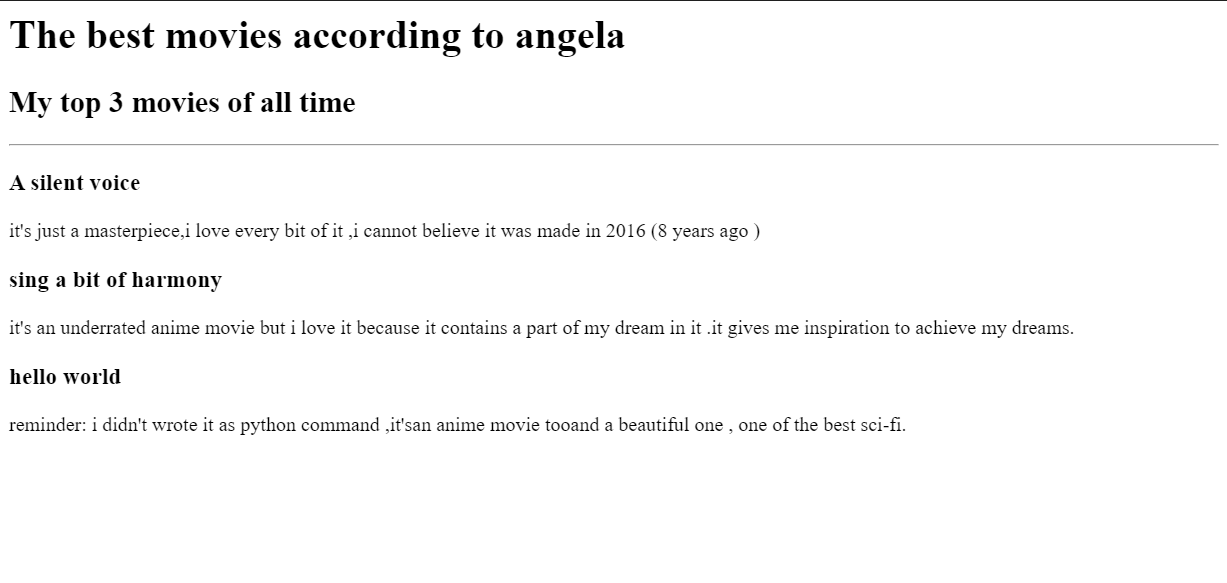 The best movies according to angela
My top 3 movies of all time
A silent voice
it's just a masterpiece,i love every bit of it ,i cannot believe it was made in 2016 (8 years ago )
sing a bit of harmony
it's an underrated anime movie but i love it because it contains a part of my dream in it .it gives me inspiration to achieve my dreams.
hello world
reminder: i didn't wrote it as python command ,it'san anime movie tooand a beautiful one , one of the best sci-fi.